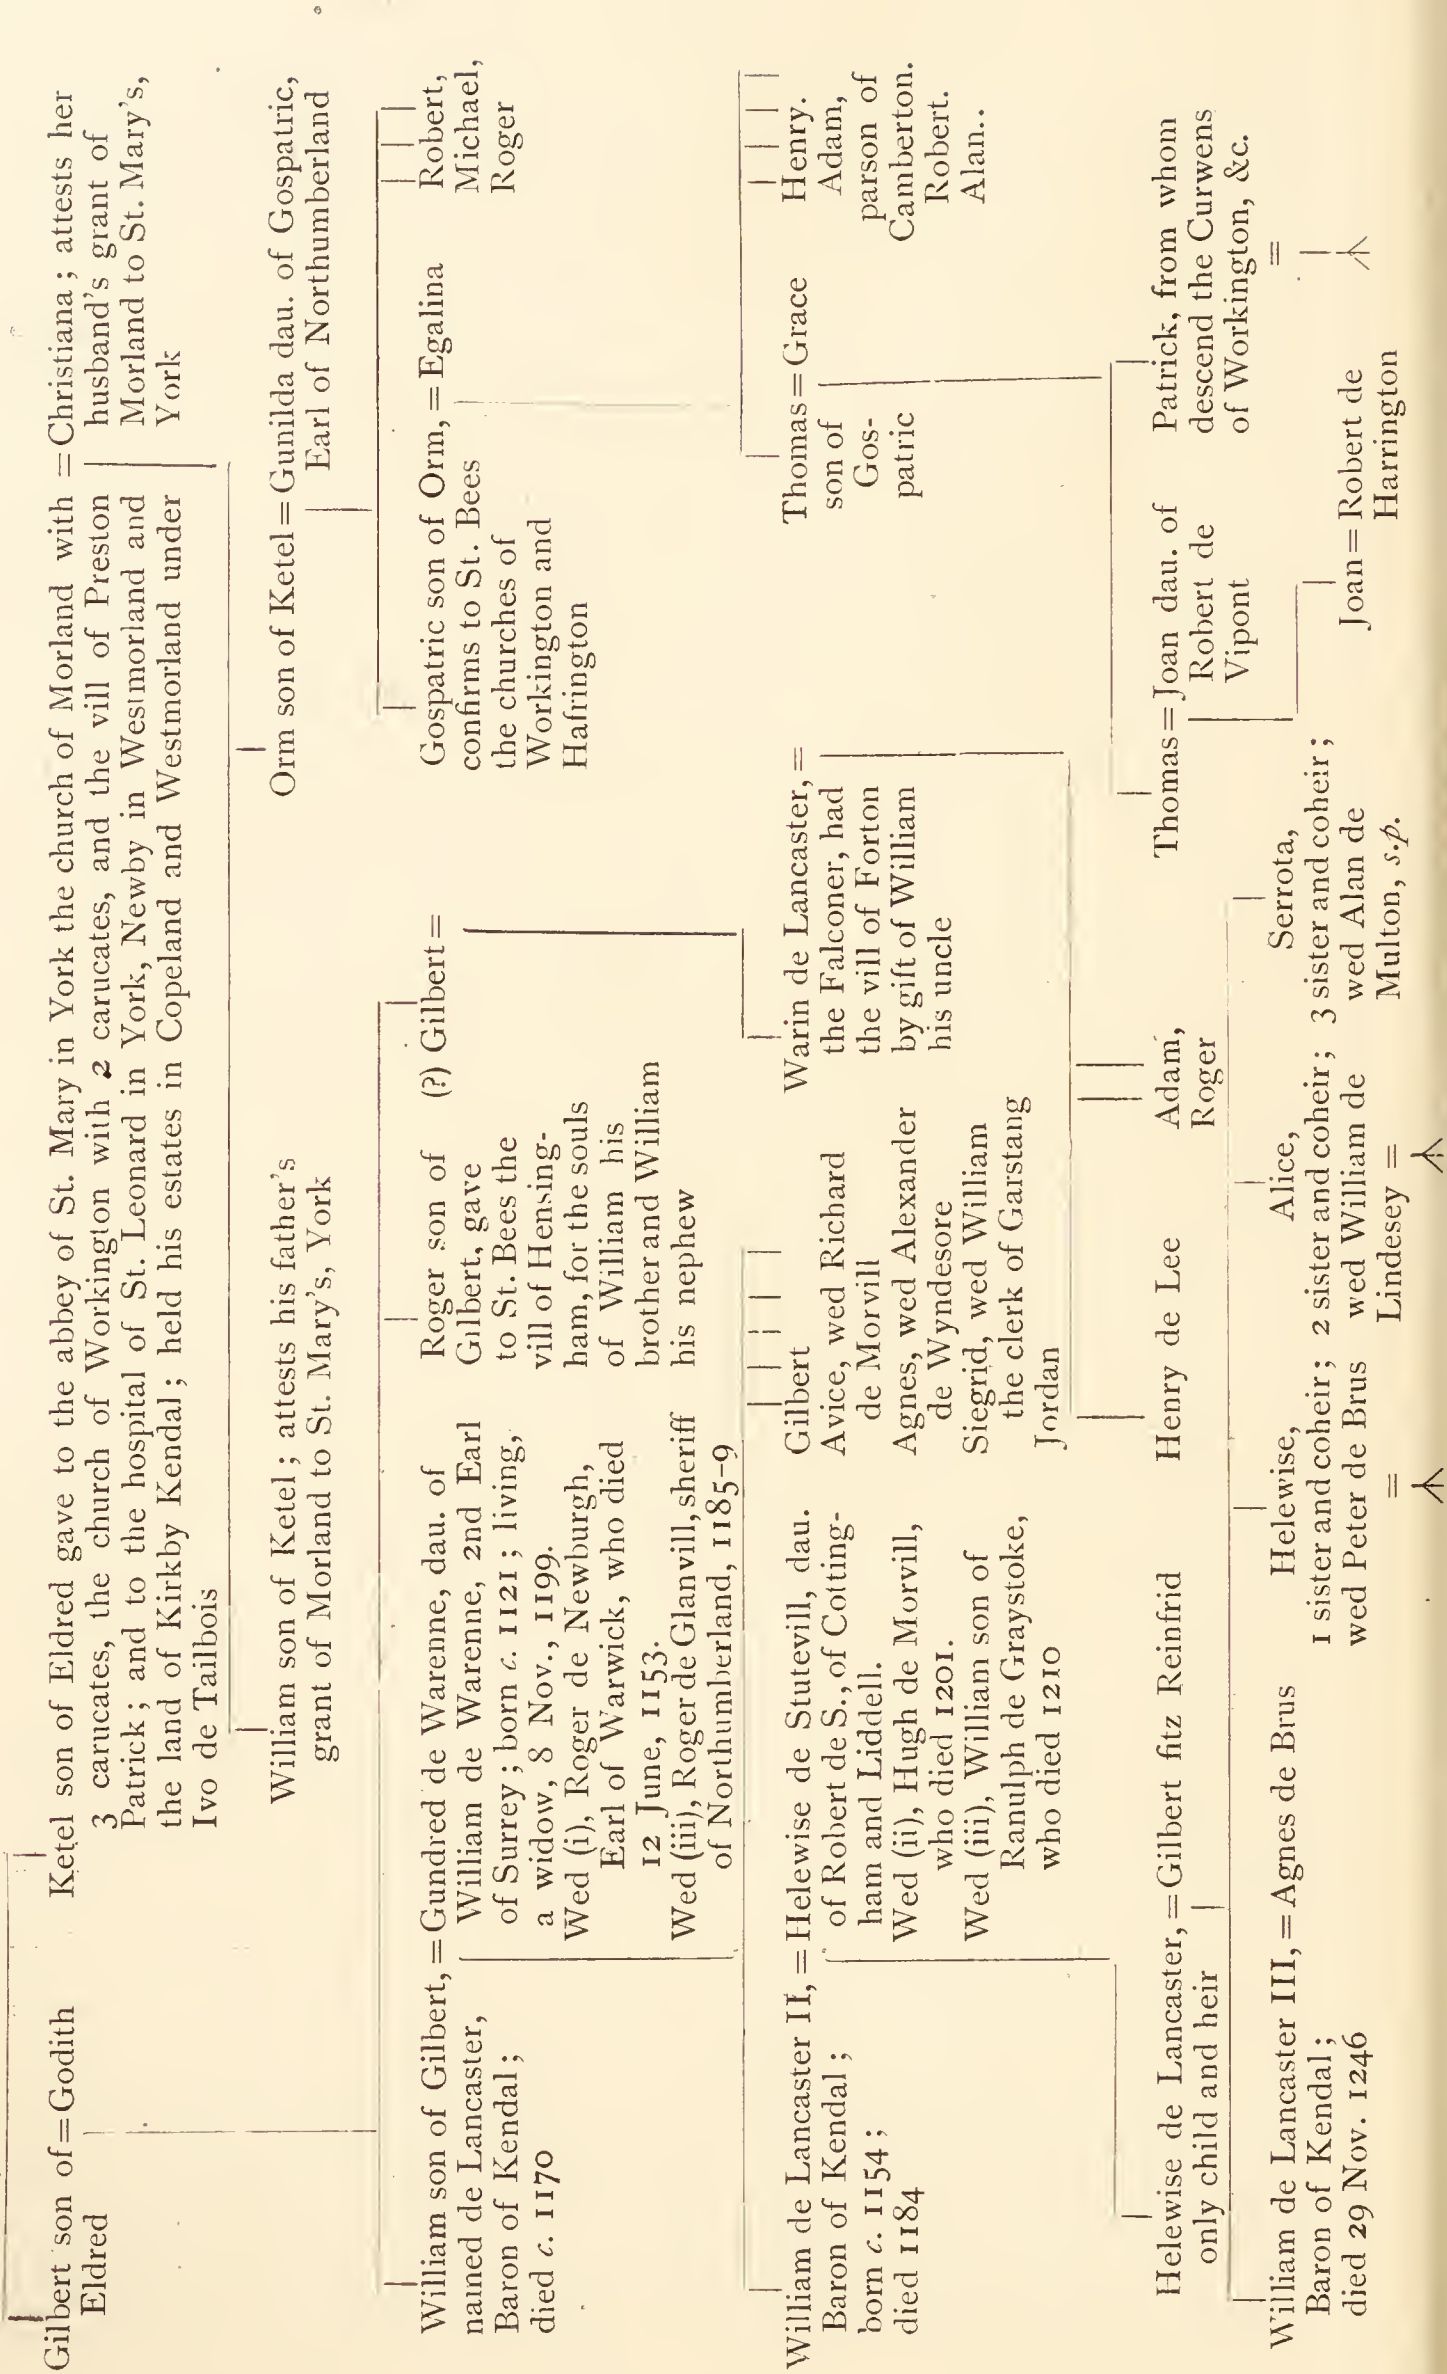 Gilbert son of=Godith
Eldred
Ketel son of Eldred gave to the abbey of St. Mary in York the church of Morland with
3 carucates, the church of Workington with 2 carucates, and the vill of Preston
Patrick; and to the hospital of St. Leonard in York, Newby in Westmorland and
the land of Kirkby Kendal; held his estates in Copeland and Westmorland under
Ivo de Tailbois
=Christiana; attests her
husband's grant of
Morland to St. Mary's,
York
William son of Ketel; attests his father's
grant of Morland to St. Mary's, York
Orm son of Ketel=Gunilda dau. of Gospatric,
Earl of Northumberland
William son of Gilbert,
named de Lancaster,
Baron of Kendal;
died c. 1170
=Gundred de Warenne, dau. of
William de Warenne, 2nd Earl
of Surrey; born c. 1121; living,
a widow, 8 Nov., 1199.
Wed (i), Roger de Newburgh,
Earl of Warwick, who died
12 June, 1153.
Wed (iii), Roger de Glanvill, sheriff
of Northumberland, 1185-9
Roger son of
Gilbert, gave
to St. Bees the
vill of Hensing-
ham, for the souls
of William his
brother and William
his nephew
(?) Gilbert=
Gospatric son of Orm,=Egalina
confirms to St. Bees
the churches of
Workington and
Hafrington
Robert,
Michael,
Roger
William de Lancaster II,
Baron of Kendal;
born c. 1154;
died 1184
=Helewise de Stutevill, dau.
of Robert de S., of Cotting-
ham and Liddell.
Wed (ii), Hugh de Morvill,
who died 1201.
Wed (iii), William son of
Ranulph de Graystoke,
who died 1210
Gilbert
Avice, wed Richard
de Morvill
Agnes, wed Alexander
de Wyndesore
Siegrid, wed William
the clerk of Garstang
Jordan
Warin de Lancaster,=
the Falconer, had
the vill of Forton
by gift of William
his uncle
Thomas=Grace
son of
Gos-
patric
Henry.
Adam,
parson of
Camberton.
Robert.
Alan..
Helewise de Lancaster,=Gilbert fitz Reinfrid
only child and heir
Henry de Lee
Adam,
Roger
Thomas=Joan dau. of
Robert de
Vipont
Patrick, from whom
descend the Curwens
of Workington, &c.
=
William de Lancaster III,=Agnes de Brus
Baron of Kendal;
died 29 Nov. 1246
Helewise,
1 sister and coheir;
wed Peter de Brus
=
Alice,
2 sister and coheir;
wed William de
Lindesey =
Serrota,
3 sister and coheir;
wed Alan de
Multon, s.p.
Joan=Robert de
Harrington